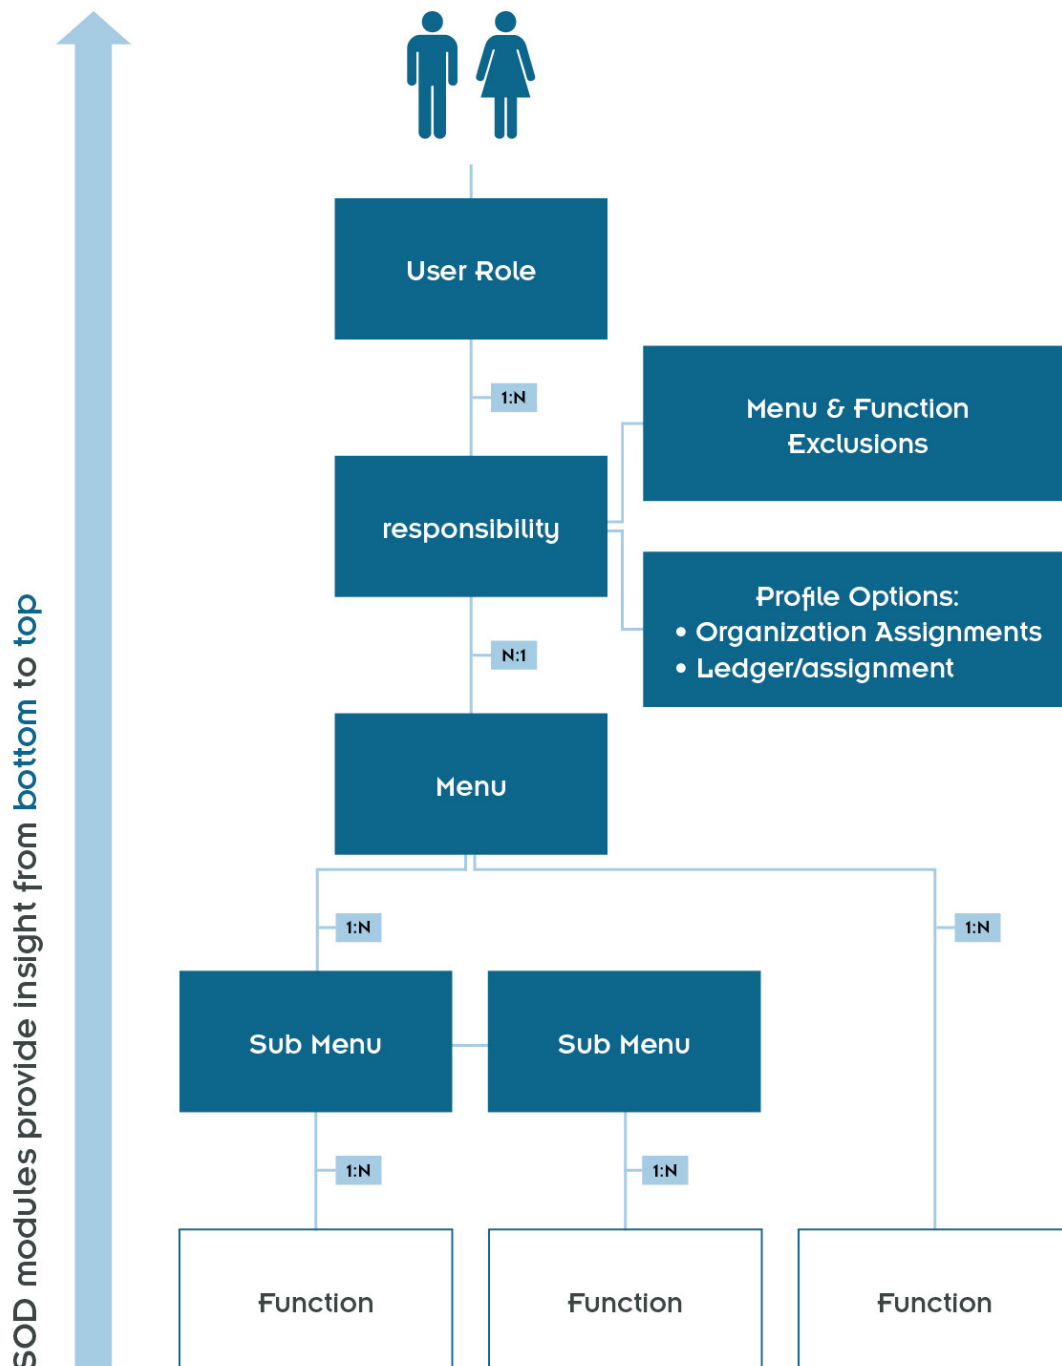 User Role
1:N
Menu & Function
Exclusions
responsibility
Profile Options:
• Organization Assignments
• Ledger/assignment
N:1
Menu
1:N
1:N
Sub Menu
Sub Menu
1:N
1:N
Function
Function
Function
SOD modules provide insight from bottom to top